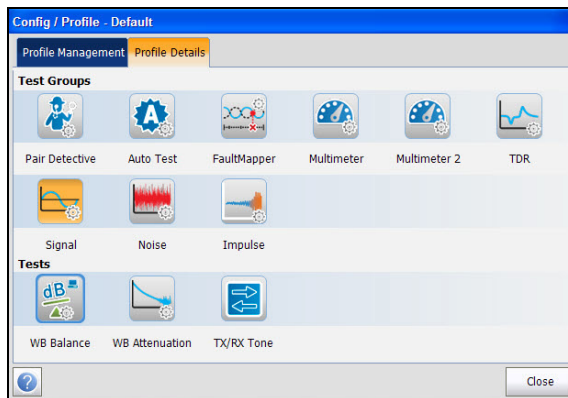 Config / Profile - Default
Profile Management Profile Details
Test Groups
Pair Detective Auto Test FaultMapper Multimeter Multimeter 2 TDR
Signal Noise Impulse
Tests
dB
WB Balance WB Attenuation TX/RX Tone
? Close